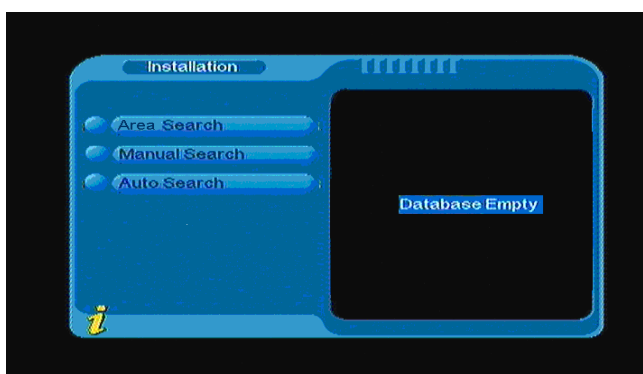 Installation
Area Search
Manual Search
Auto Search
Database Empty
i